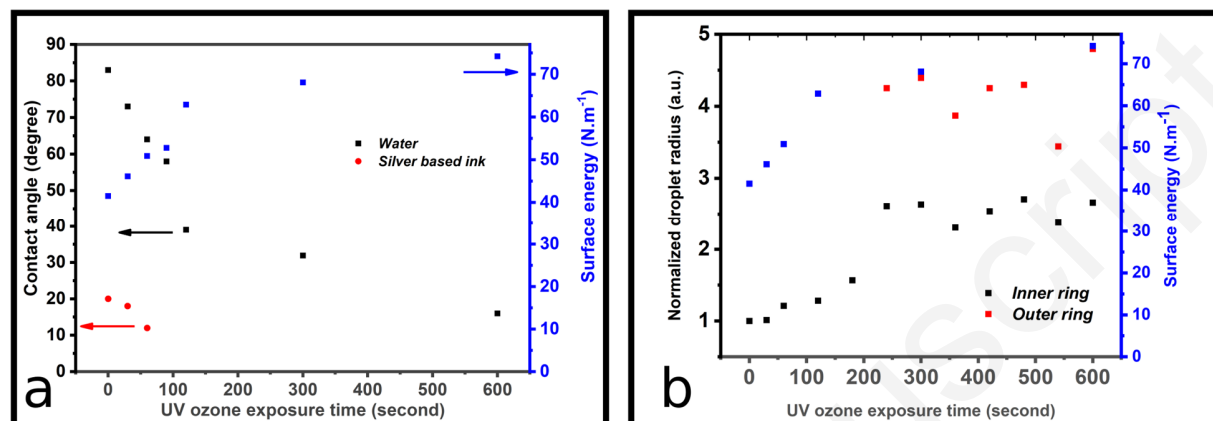 90
80
70
60
50
40
30
20
10
0
Contact angle (degree)
70
60
50
40
30
20
10
0
Surface energy (N.m-1)
Water
Silver based ink
0 100 200 300 400 500 600
UV ozone exposure time (second)
a
5
4
3
2
1
Normalized droplet radius (a.u.)
70
60
50
40
30
20
10
0
Surface energy (N.m-1)
Inner ring
Outer ring
0 100 200 300 400 500 600
UV ozone exposure time (second)
b
script